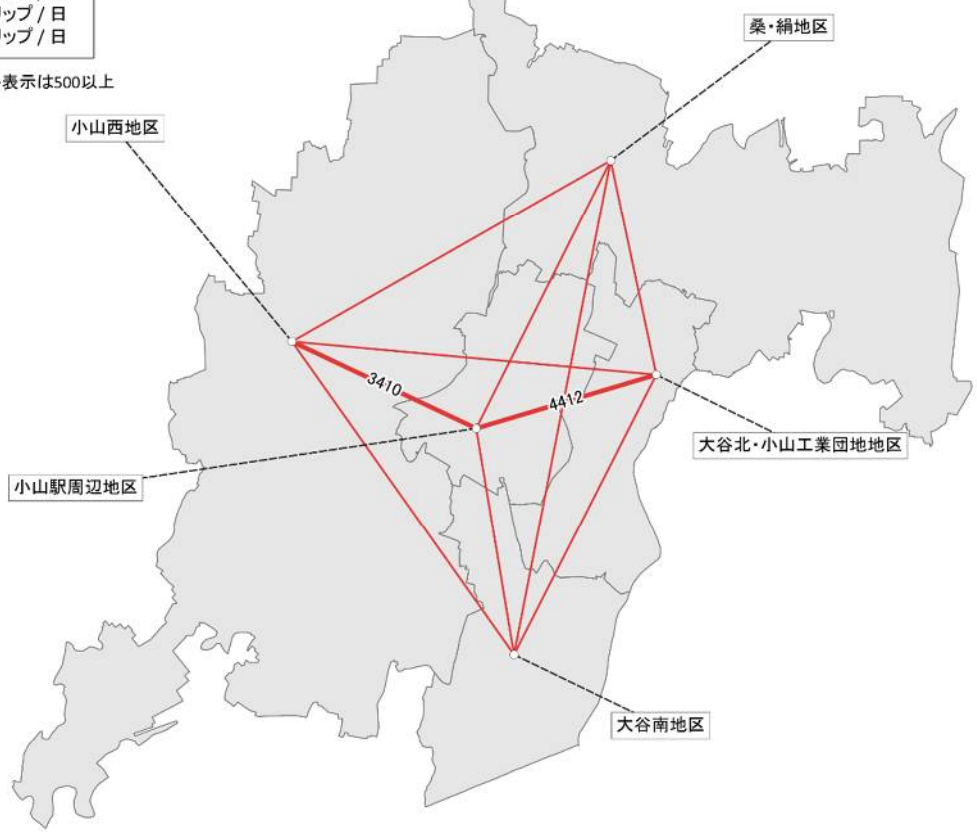 リップ / 日
リップ / 日
表示は500以上
桑・絹地区
小山西地区
3410
4412
大谷北・小山工業団地地区
小山駅周辺地区
大谷南地区